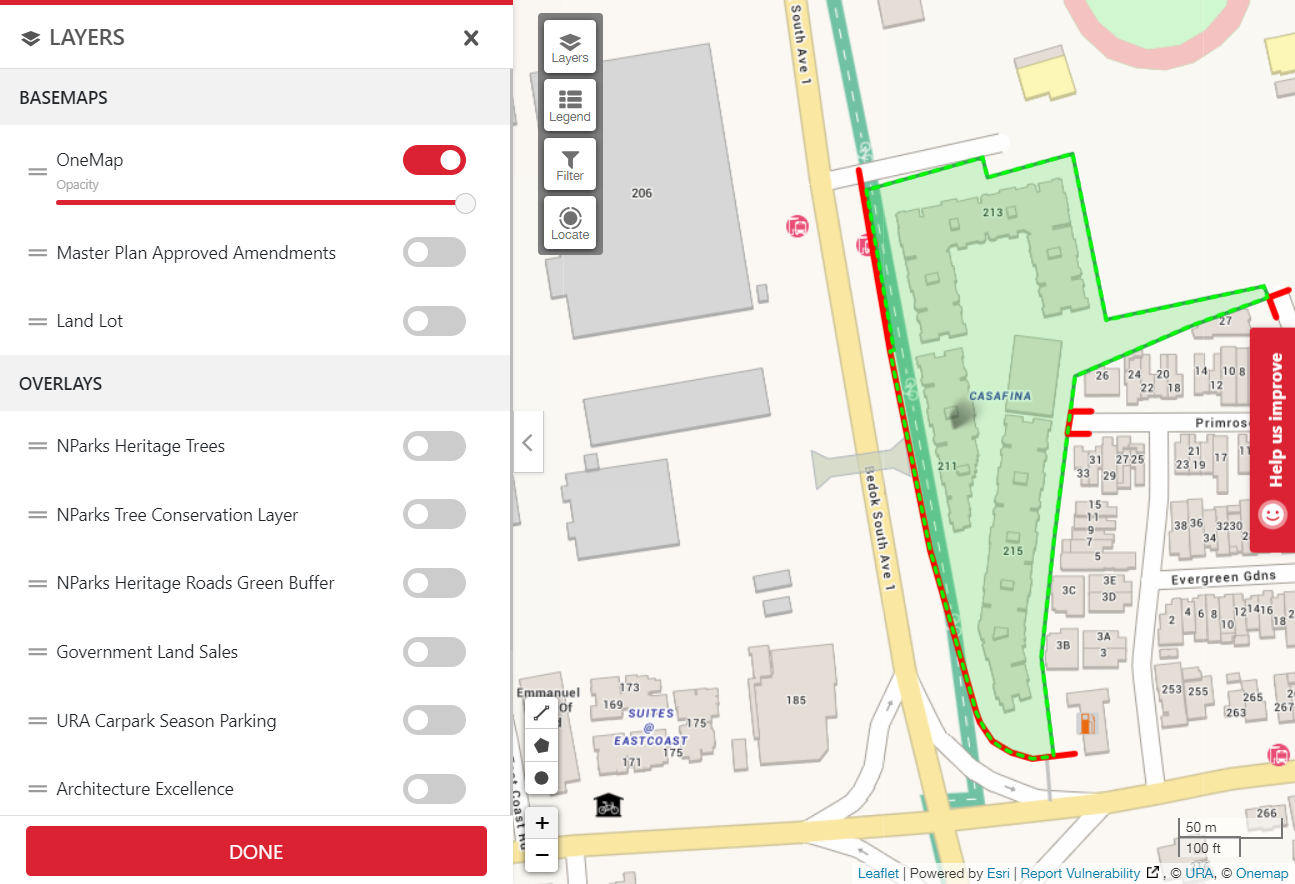 LAYERS
BASEMAPS
OneMap
Opacity
Master Plan Approved Amendments
Land Lot
OVERLAYS
NParks Heritage Trees
NParks Tree Conservation Layer
NParks Heritage Roads Green Buffer
Government Land Sales
URA Carpark Season Parking
Architecture Excellence
DONE
Layers
Legend
Filter
Locate
South Ave 1
206
213
27
26
24
20
22
18
14
10
8
12
CASAFINA
Primros
211
31
27
25
33
29
21
23
19
17
15
11
9
7
5
38
36
34
32
30
215
Bedok South Ave 1
Evergreen Gdns
3C
3E
3D
3B
3A
3
2
4
6
8
10
12
14
16
18
253
255
265
263
267
185
Emmanuel
Of
173
169
SUITES
@
EASTCOAST
175
175
171
Help us improve
266
50 m
100 ft
+
−
Leaflet | Powered by Esri | Report Vulnerability , © URA, © Onemap